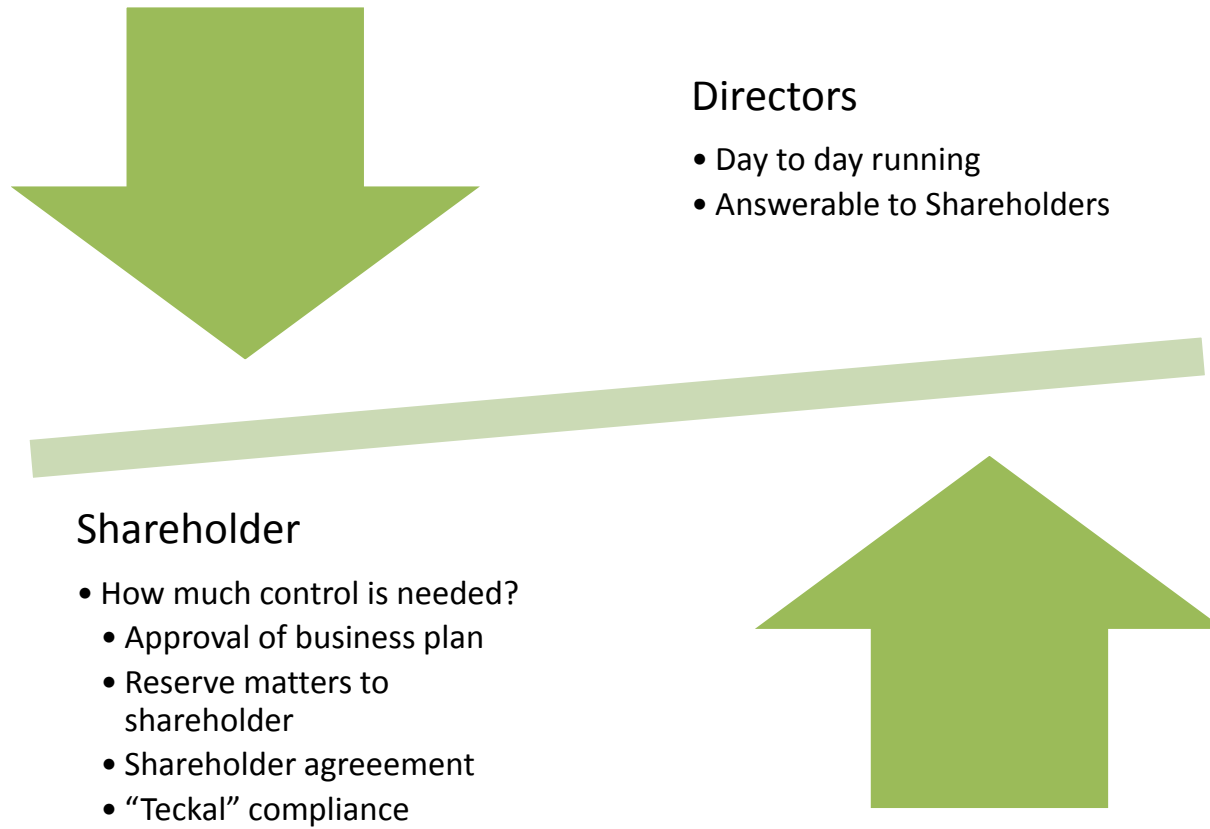 Directors
• Day to day running
• Answerable to Shareholders
Shareholder
• How much control is needed?
• Approval of business plan
• Reserve matters to
shareholder
• Shareholder agreeement
• “Teckal” compliance